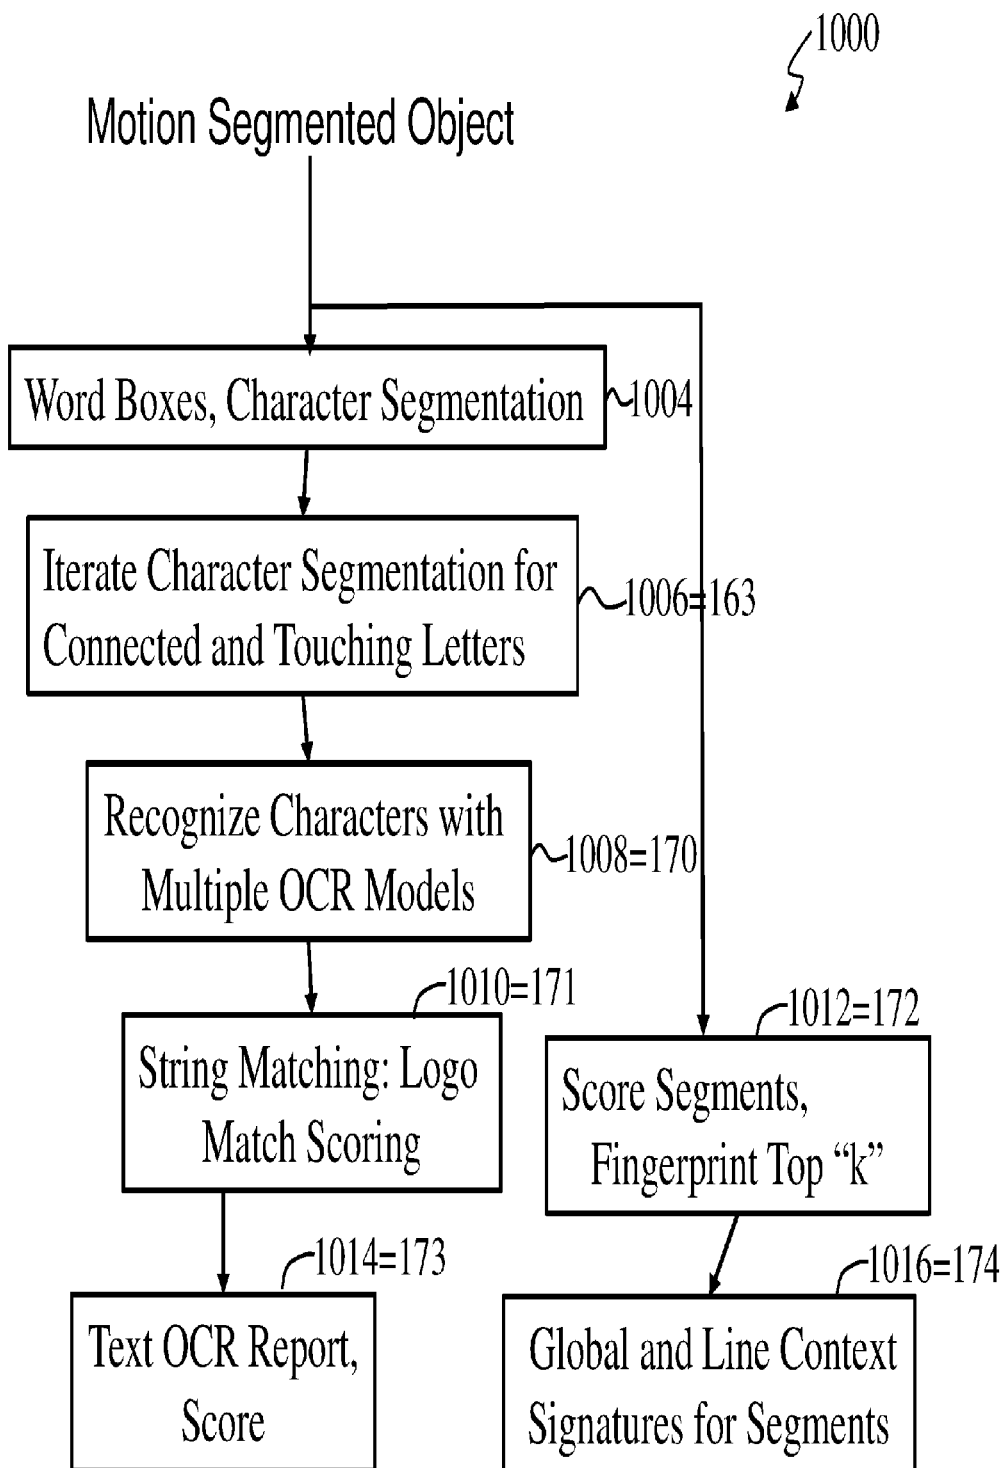 1000
Motion Segmented Object
Word Boxes, Character Segmentation
1004
Iterate Character Segmentation for
Connected and Touching Letters
1006=163
Recognize Characters with
Multiple OCR Models
1008=170
1010=171
String Matching: Logo
Match Scoring
1012=172
Score Segments,
Fingerprint Top “k”
1014=173
Text OCR Report,
Score
1016=174
Global and Line Context
Signatures for Segments